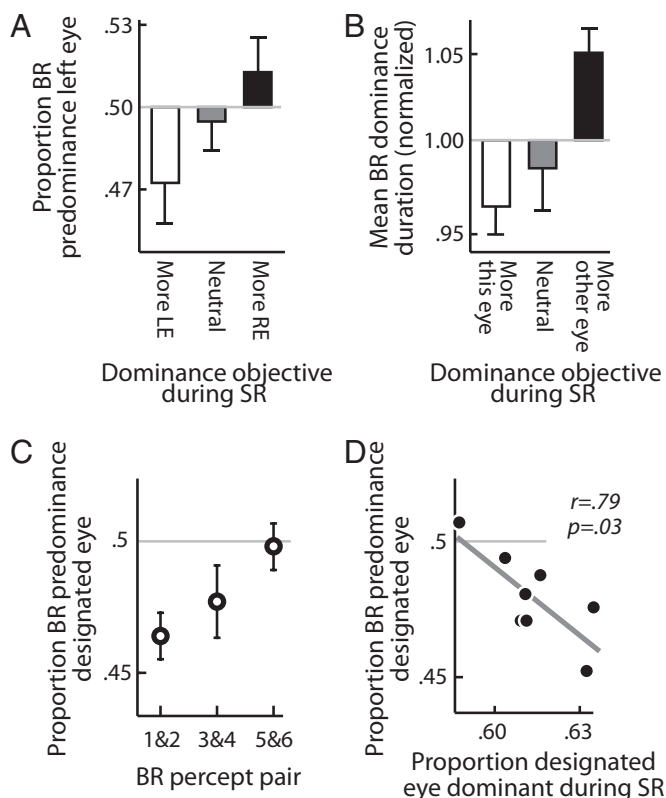 A
Proportion BR
predominance left eye
.53
.50
.47
More LE
Neutral
More RE
Dominance objective
during SR
B
Mean BR dominance
duration (normalized)
1.05
1.00
.95
More
this eye
Neutral
More
other eye
Dominance objective
during SR
C
Proportion BR predominance
designated eye
.5
.45
1&2 3&4 5&6
BR percept pair
D
Proportion BR predominance
designated eye
r=.79
p=.03
.5
.45
.60 .63
Proportion designated
eye dominant during SR